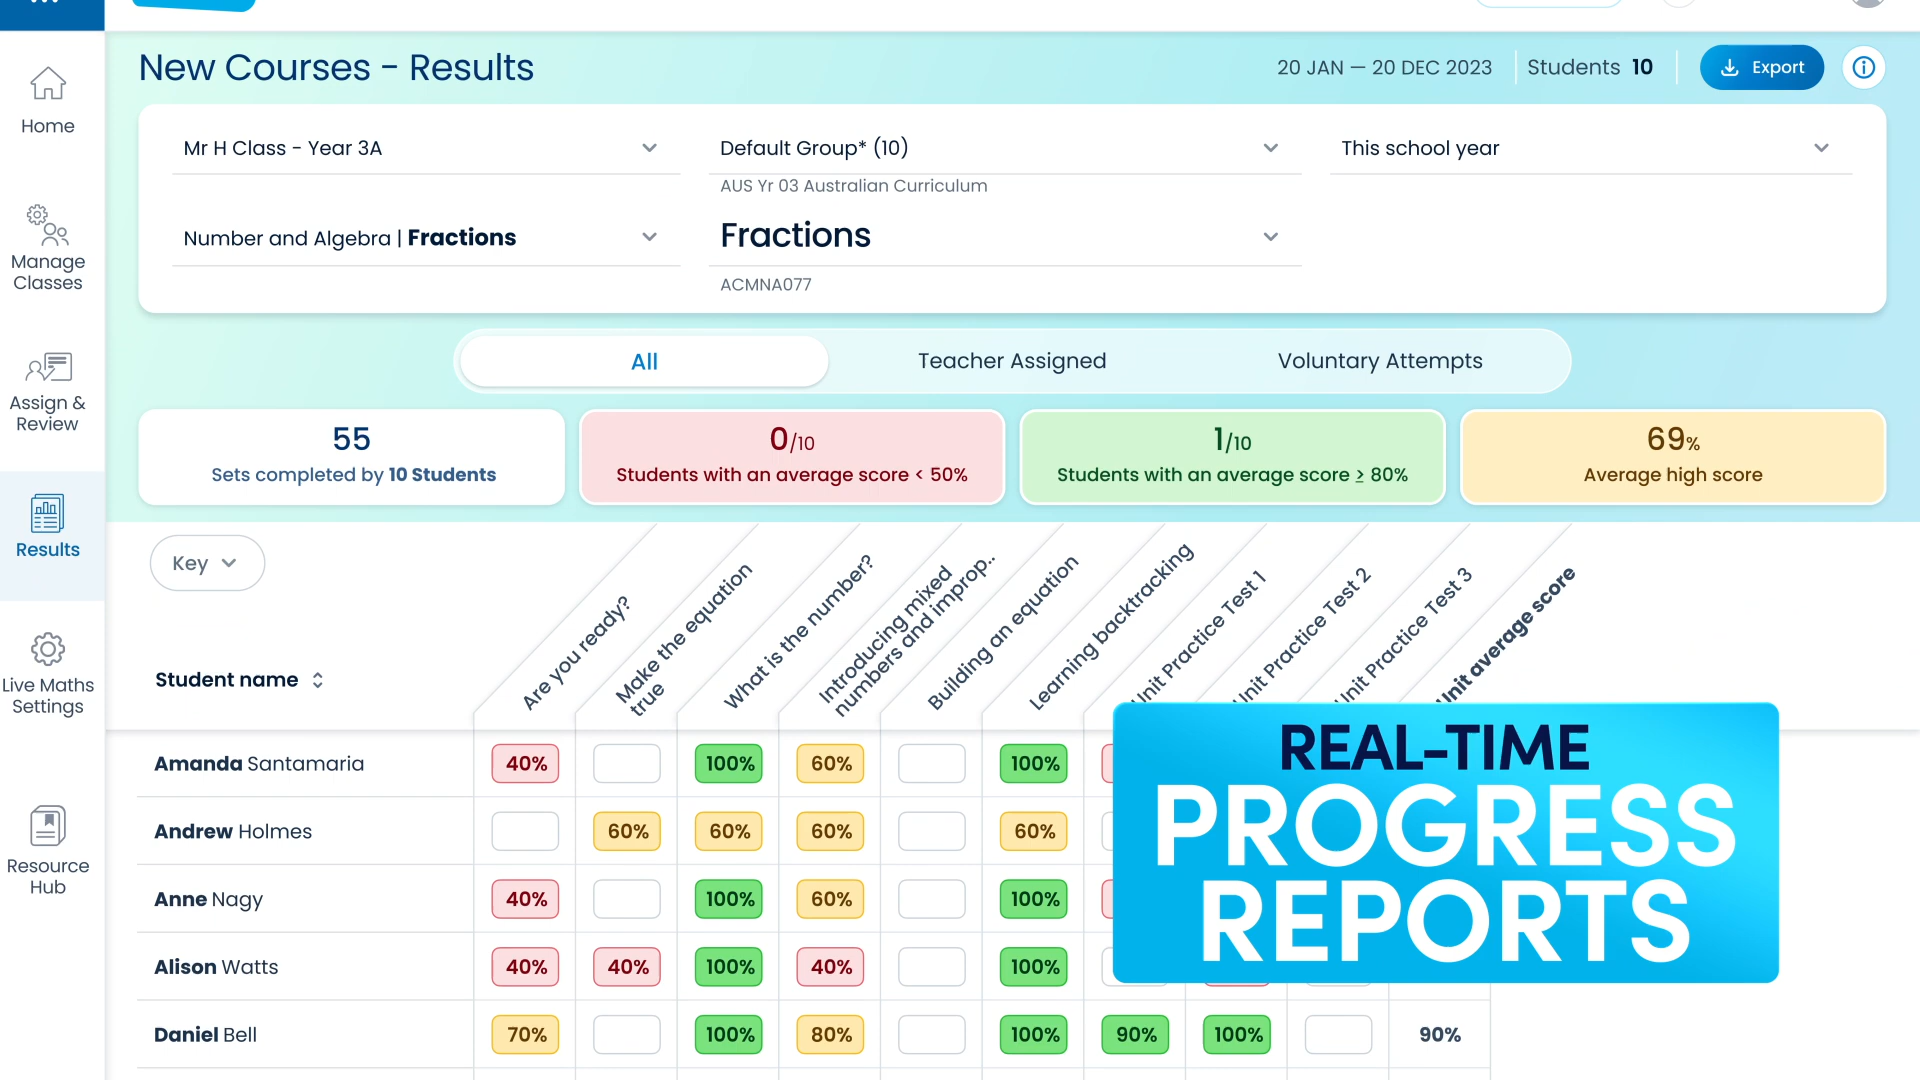 New Courses - Results
20 JAN — 20 DEC 2023
Students 10
Export
Home
Manage
Classes
Assign &
Review
Results
Live Maths
Settings
Resource
Hub
Mr H Class - Year 3A
Default Group* (10)
This school year
AUS Yr 03 Australian Curriculum
Number and Algebra | Fractions
Fractions
ACMNA077
All
Teacher Assigned
Voluntary Attempts
55
Sets completed by 10 Students
0/10
Students with an average score < 50%
1/10
Students with an average score ≥ 80%
69%
Average high score
Key
Student name
Are you ready?
Make the equation
true
What is the number?
Introducing mixed
numbers and improp..
Building an equation
Learning backtracking
Unit Practice Test 1
Unit Practice Test 2
Unit Practice Test 3
Unit average score
Amanda Santamaria
40%
100%
60%
100%
Andrew Holmes
60%
60%
60%
60%
Anne Nagy
40%
100%
60%
100%
Alison Watts
40%
40%
100%
40%
100%
Daniel Bell
70%
100%
80%
100%
90%
100%
90%
REAL-TIME
PROGRESS
REPORTS